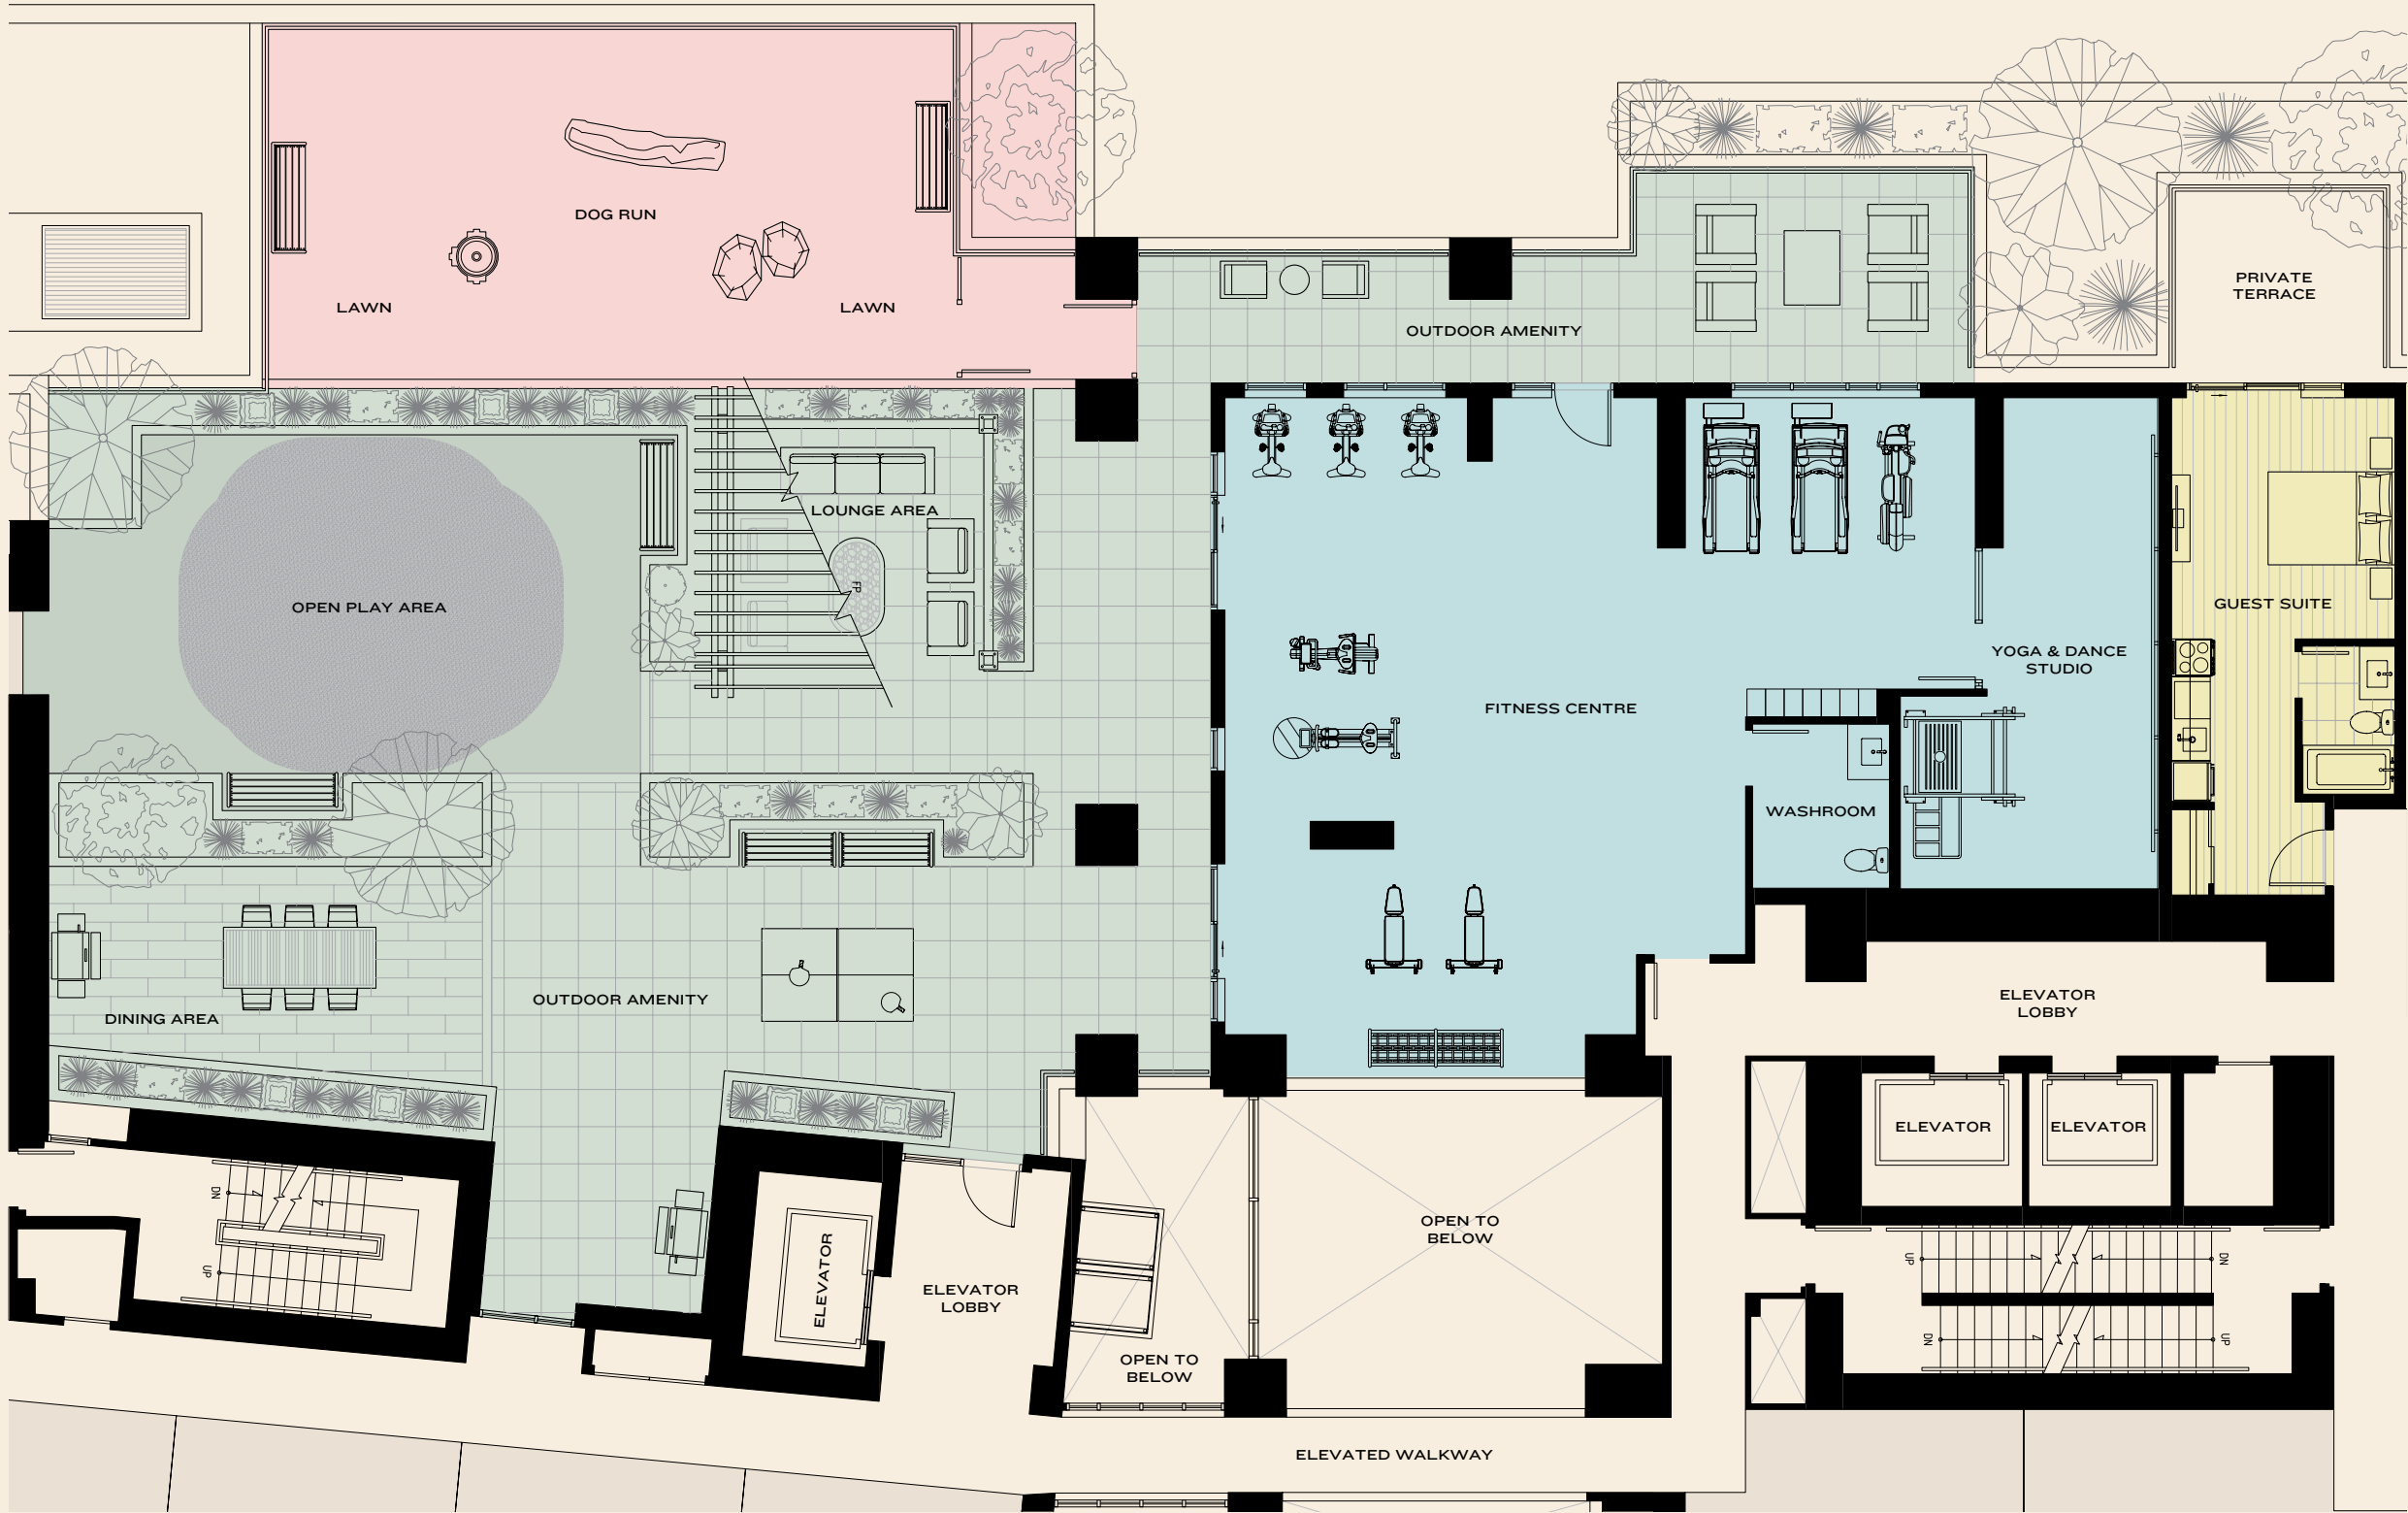 DOG RUN
LAWN
LAWN
PRIVATE
TERRACE
OUTDOOR AMENITY
LOUNGE AREA
FP
OPEN PLAY AREA
GUEST SUITE
YOGA & DANCE
STUDIO
FITNESS CENTRE
WASHROOM
OUTDOOR AMENITY
DINING AREA
ELEVATOR
LOBBY
ELEVATOR
ELEVATOR
DN
UP
ELEVATOR
ELEVATOR
LOBBY
OPEN TO
BELOW
OPEN TO
BELOW
UP
DN
DN
UP
ELEVATED WALKWAY